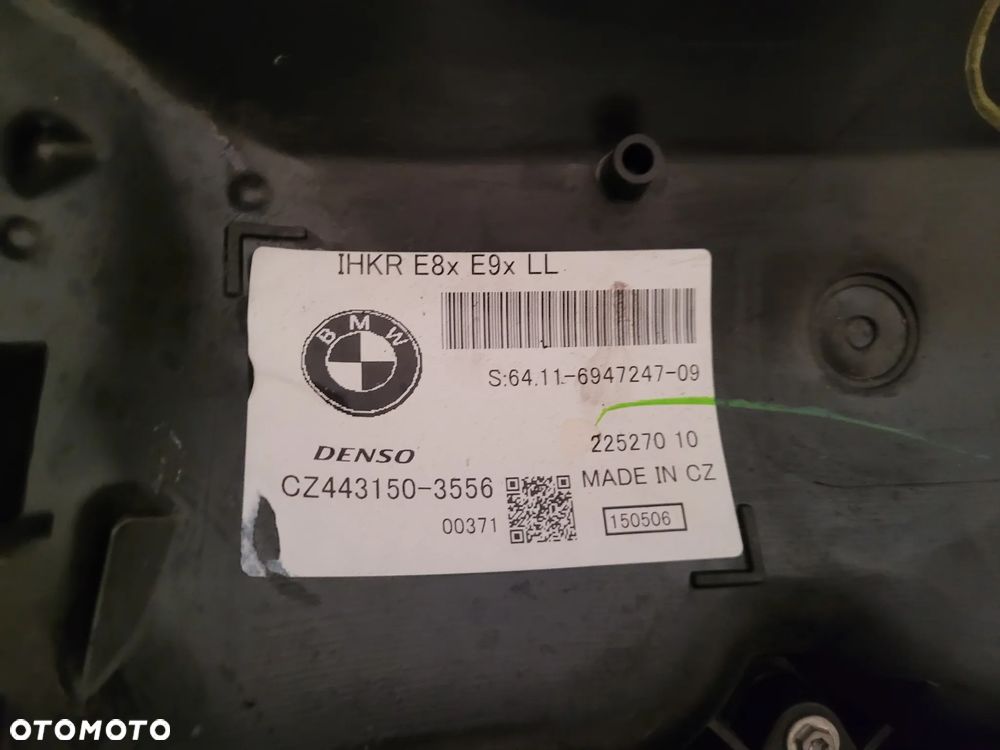 IHKR E8x E9x LL
BMW
S:64.11-6947247-09
225270 10
DENSO
CZ443150-3556
MADE IN CZ
00371
150506
OTOMOTO